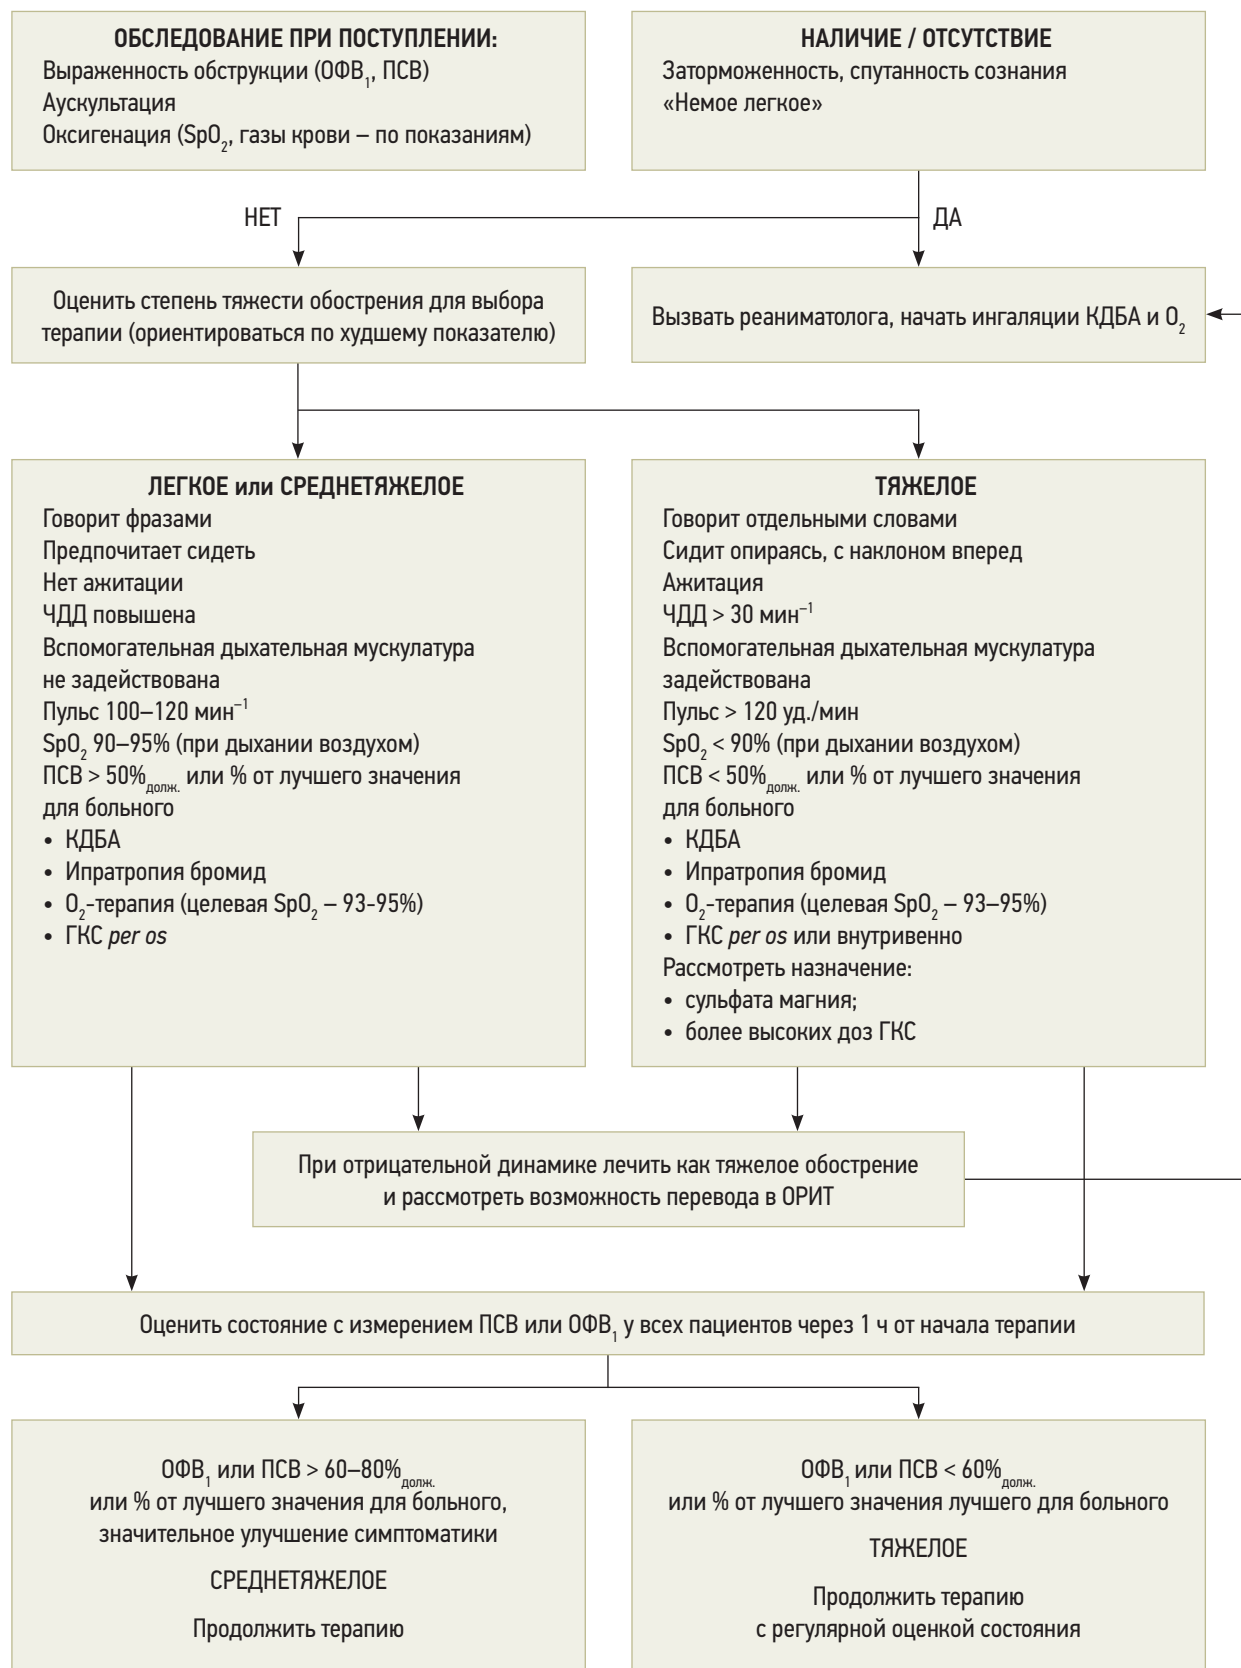 ОБСЛЕДОВАНИЕ ПРИ ПОСТУПЛЕНИИ:
Выраженность обструкции (ОФВ₁, ПСВ)
Аускультация
Оксигенация (SpO₂, газы крови – по показаниям)
НАЛИЧИЕ / ОТСУТСТВИЕ
Заторможенность, спутанность сознания
«Немое легкое»
НЕТ
ДА
Оценить степень тяжести обострения для выбора
терапии (ориентироваться по худшему показателю)
Вызвать реаниматолога, начать ингаляции КДБА и O₂
ЛЕГКОЕ или СРЕДНЕТЯЖЕЛОЕ
Говорит фразами
Предпочитает сидеть
Нет ажитации
ЧДД повышена
Вспомогательная дыхательная мускулатура
не задействована
Пульс 100–120 мин⁻¹
SpO₂ 90–95% (при дыхании воздухом)
ПСВ > 50%долж. или % от лучшего значения
для больного
• КДБА
• Ипратропия бромид
• O₂-терапия (целевая SpO₂ – 93-95%)
• ГКС per os
ТЯЖЕЛОЕ
Говорит отдельными словами
Сидит опираясь, с наклоном вперед
Ажитация
ЧДД > 30 мин⁻¹
Вспомогательная дыхательная мускулатура
задействована
Пульс > 120 уд./мин
SpO₂ < 90% (при дыхании воздухом)
ПСВ < 50%долж. или % от лучшего значения
для больного
• КДБА
• Ипратропия бромид
• O₂-терапия (целевая SpO₂ – 93–95%)
• ГКС per os или внутривенно
Рассмотреть назначение:
• сульфата магния;
• более высоких доз ГКС
При отрицательной динамике лечить как тяжелое обострение
и рассмотреть возможность перевода в ОРИТ
Оценить состояние с измерением ПСВ или ОФВ₁ у всех пациентов через 1 ч от начала терапии
ОФВ₁ или ПСВ > 60–80%долж.
или % от лучшего значения для больного,
значительное улучшение симптоматики
СРЕДНЕТЯЖЕЛОЕ
Продолжить терапию
ОФВ₁ или ПСВ < 60%долж.
или % от лучшего значения лучшего для больного
ТЯЖЕЛОЕ
Продолжить терапию
с регулярной оценкой состояния